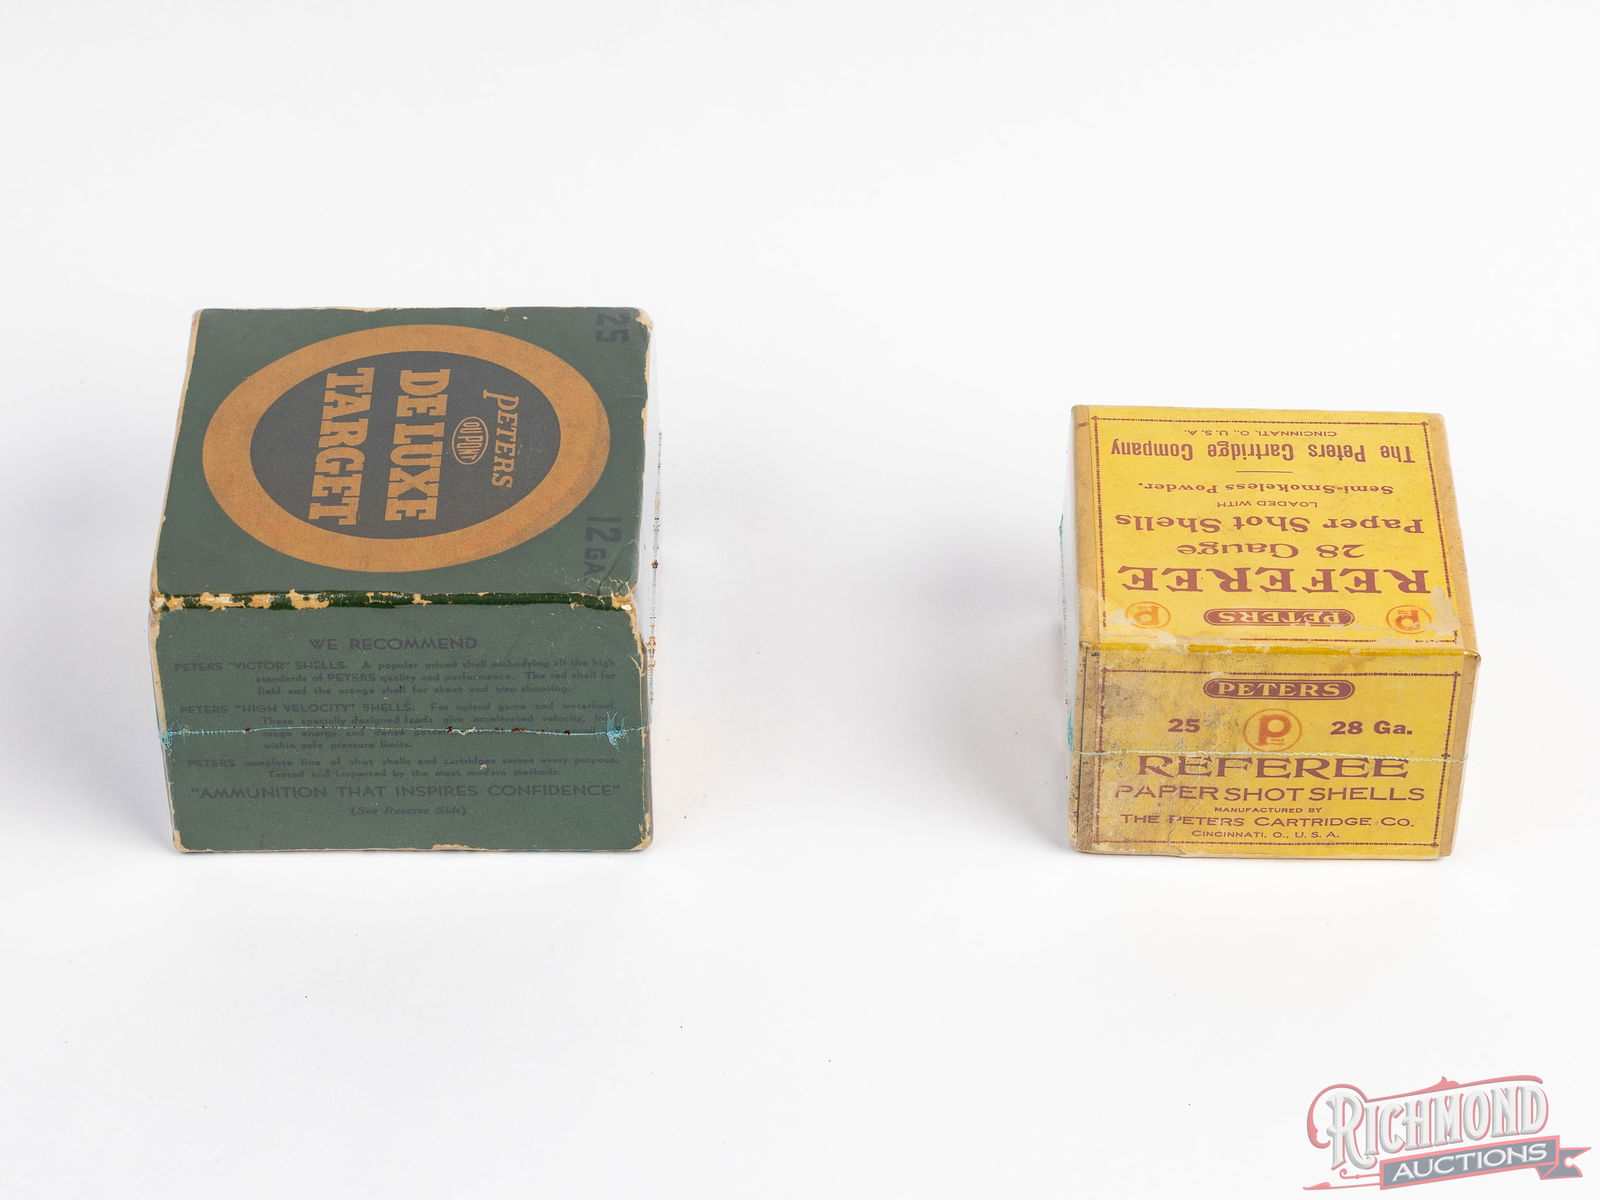 25
PETERS
DUPONT
DE LUXE
TARGET
12 GA.
WE RECOMMEND
PETERS "VICTOR" SHELLS. A popular priced shell embodying all the high
standards of PETERS quality and performance. The red shell for
field and the orange shell for skeet and trap shooting.
PETERS "HIGH VELOCITY" SHELLS. For upland game and waterfowl.
These specially designed loads give accelerated velocity, long
range energy and dense
within safe pressure limits.
PETERS complete line of shot shells and cartridges serves every purpose.
Tested and inspected by the most modern methods.
"AMMUNITION THAT INSPIRES CONFIDENCE"
(See Reverse Side)
P PETERS P
REFEREE
28 Gauge
Paper Shot Shells
LOADED WITH
Semi-Smokeless Powder.
The Peters Cartridge Company
CINCINNATI, O., U. S. A.
PETERS
25 P 28 Ga.
REFEREE
PAPER SHOT SHELLS
MANUFACTURED BY
THE PETERS CARTRIDGE CO.
CINCINNATI, O., U. S. A.
RICHMOND
AUCTIONS